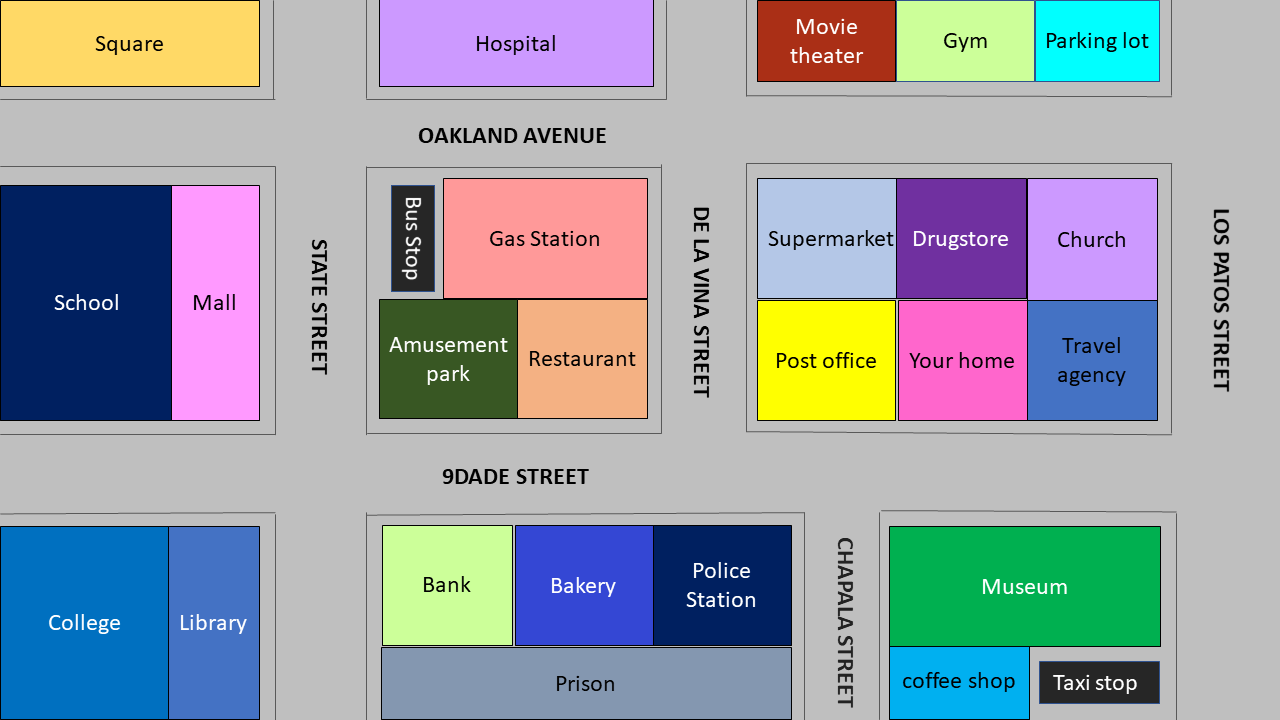 Square
Hospital
Movie
theater
Gym
Parking lot
OAKLAND AVENUE
School
Mall
STATE STREET
Bus Stop
Gas Station
Amusement
park
Restaurant
DE LA VINA STREET
Supermarket
Drugstore
Church
Post office
Your home
Travel
agency
LOS PATOS STREET
9DADE STREET
College
Library
Bank
Bakery
Police
Station
Prison
CHAPALA STREET
Museum
coffee shop
Taxi stop